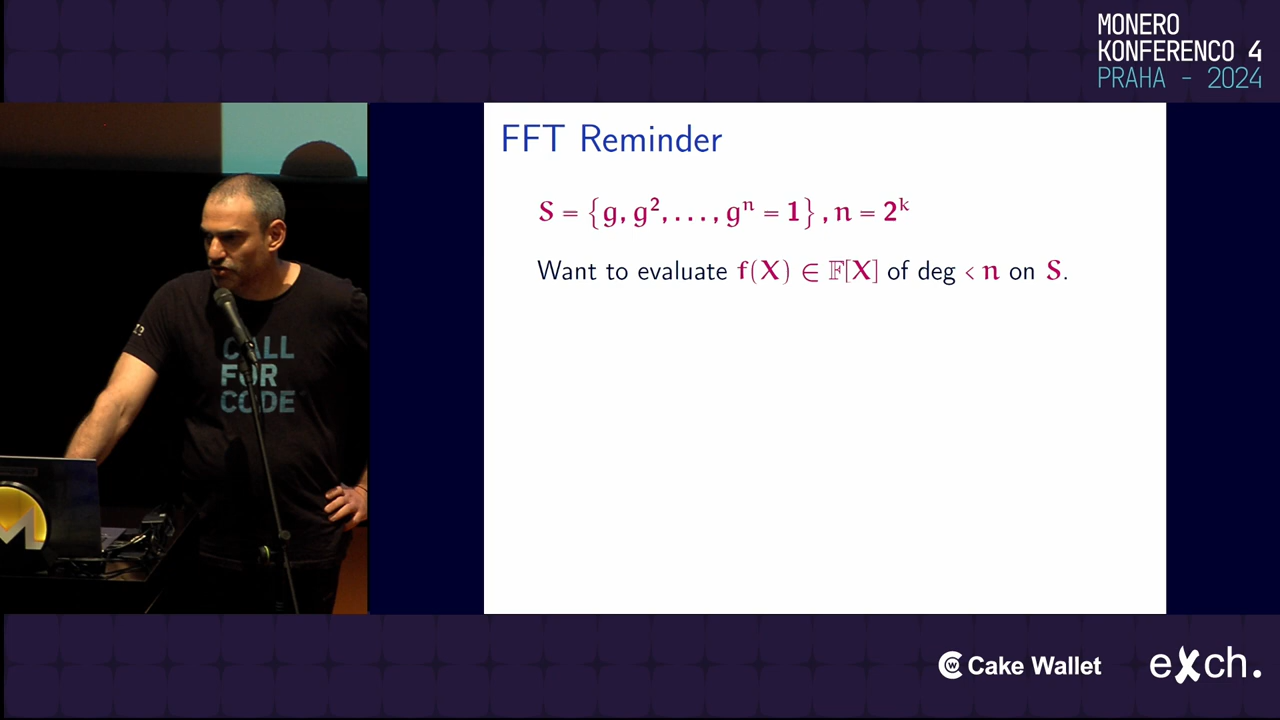 MONERO
KONFERENCO 4
PRAHA - 2024
FFT Reminder
S = {g, g², . . . , gⁿ = 1} , n = 2ᵏ
Want to evaluate f(X) ∈ 𝔽[X] of deg < n on S.
CALL
FOR
CODE
Cake Wallet
exch.